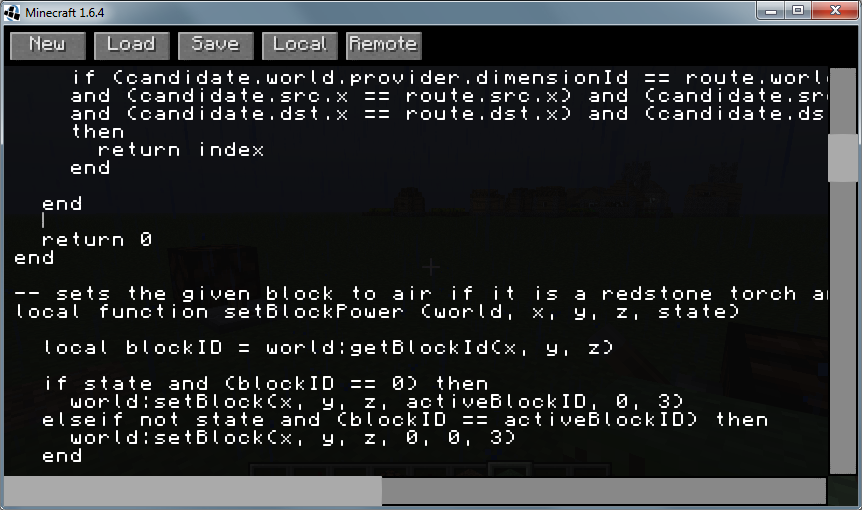 Minecraft 1.6.4
New Load Save Local Remote
if (candidate.world.provider.dimensionId == route.worl
and (candidate.src.x == route.src.x) and (candidate.sr
and (candidate.dst.x == route.dst.x) and (candidate.ds
then
return index
end
end
return 0
end
-- sets the given block to air if it is a redstone torch a
local function setBlockPower (world, x, y, z, state)
local blockID = world:getBlockId(x, y, z)
if state and (blockID == 0) then
world:setBlock(x, y, z, activeBlockID, 0, 3)
elseif not state and (blockID == activeBlockID) then
world:setBlock(x, y, z, 0, 0, 3)
end